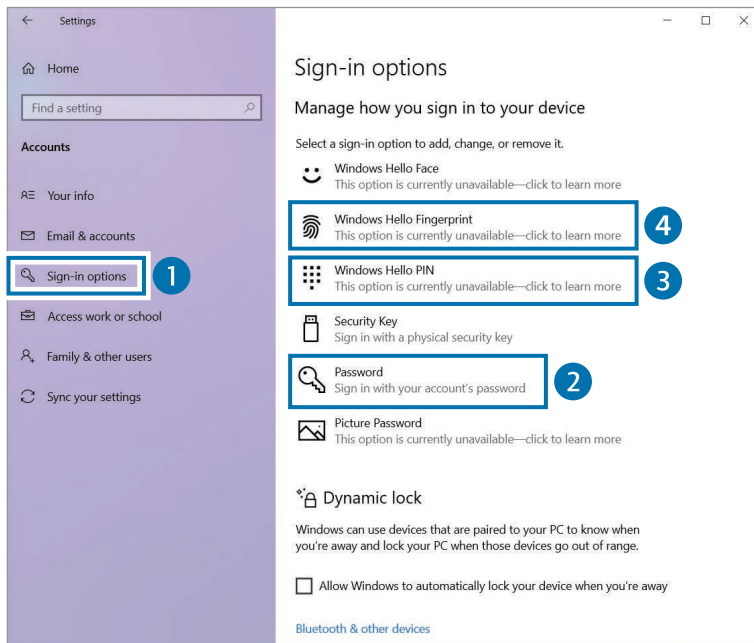 Settings
Home
Find a setting
Accounts
Your info
Email & accounts
Sign-in options
1
Access work or school
Family & other users
Sync your settings
Sign-in options
Manage how you sign in to your device
Select a sign-in option to add, change, or remove it.
Windows Hello Face
This option is currently unavailable—click to learn more
Windows Hello Fingerprint
This option is currently unavailable—click to learn more
4
Windows Hello PIN
This option is currently unavailable—click to learn more
3
Security Key
Sign in with a physical security key
Password
Sign in with your account's password
2
Picture Password
This option is currently unavailable—click to learn more
Dynamic lock
Windows can use devices that are paired to your PC to know when
you're away and lock your PC when those devices go out of range.
Allow Windows to automatically lock your device when you're away
Bluetooth & other devices